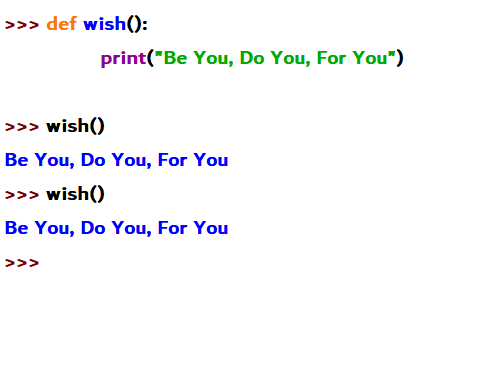 >>> def wish():
print("Be You, Do You, For You")
>>> wish()
Be You, Do You, For You
>>> wish()
Be You, Do You, For You
>>>